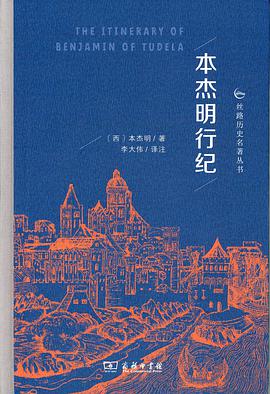 THE ITINERARY OF
BENJAMIN OF TUDELA
本杰明行纪
丝路历史名著丛书
（西）本杰明/著
李大伟/译注
商务印书馆